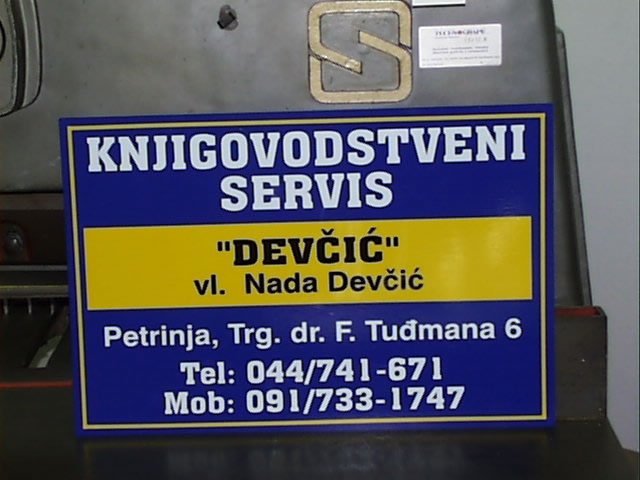 KNJIGOVODSTVENI
SERVIS
"DEVČIĆ"
vl. Nada Devčić
Petrinja, Trg. dr. F. Tuđmana 6
Tel: 044/741-671
Mob: 091/733-1747